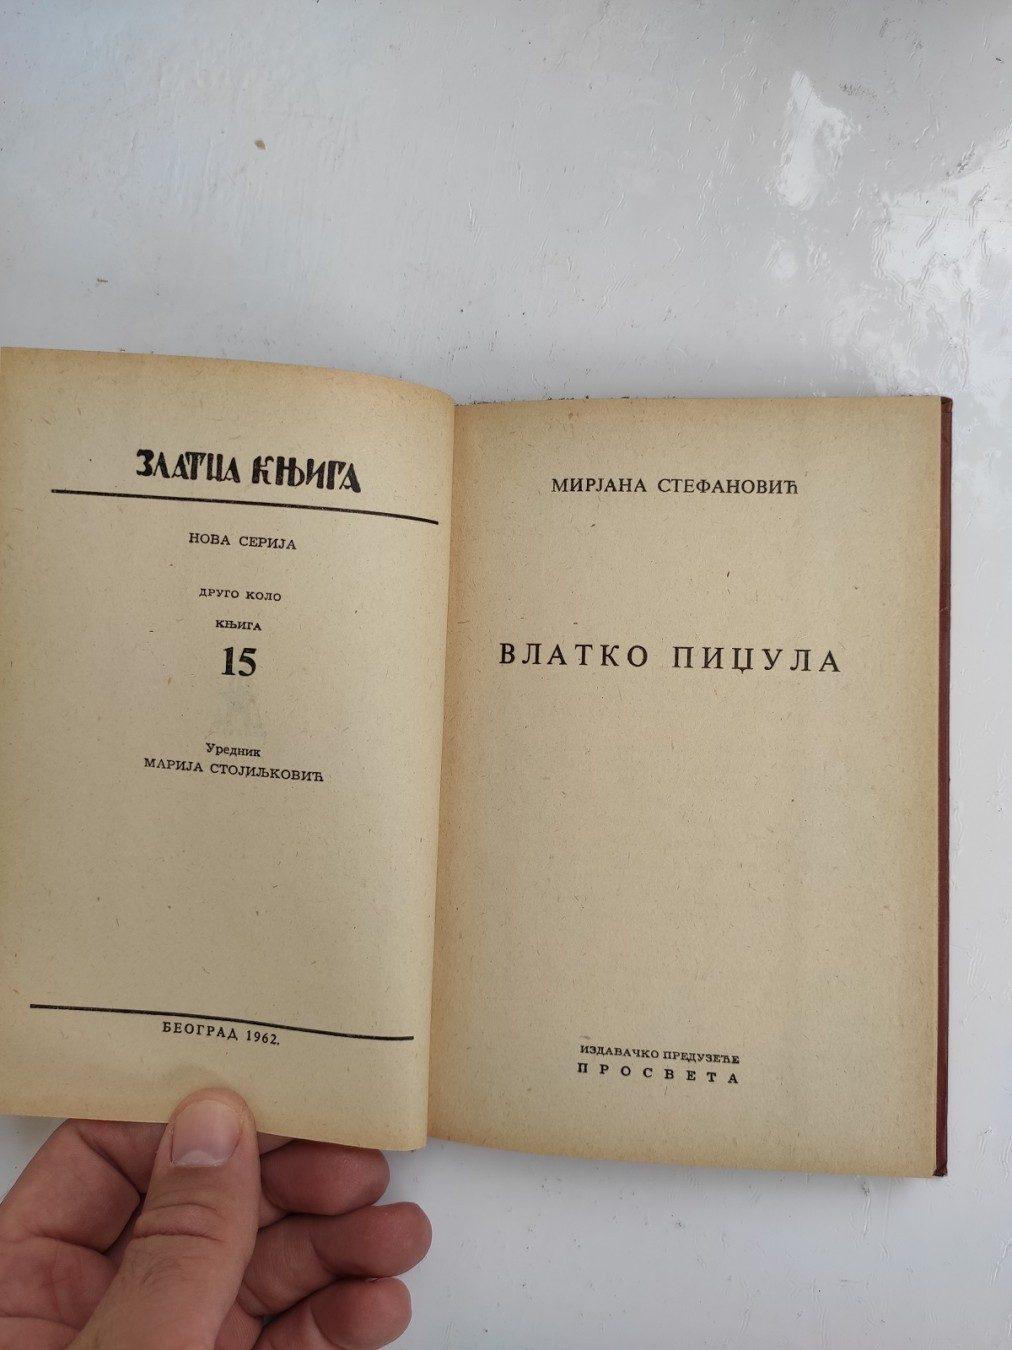 ЗЛАТНА КЊИГА
НОВА СЕРИЈА
ДРУГО КОЛО
КЊИГА
15
Уредник
МАРИЈА СТОЈИЉКОВИЋ
БЕОГРАД 1962.
МИРЈАНА СТЕФАНОВИЋ
ВЛАТКО ПИЏУЛА
ИЗДАВАЧКО ПРЕДУЗЕЋЕ
ПРОСВЕТА